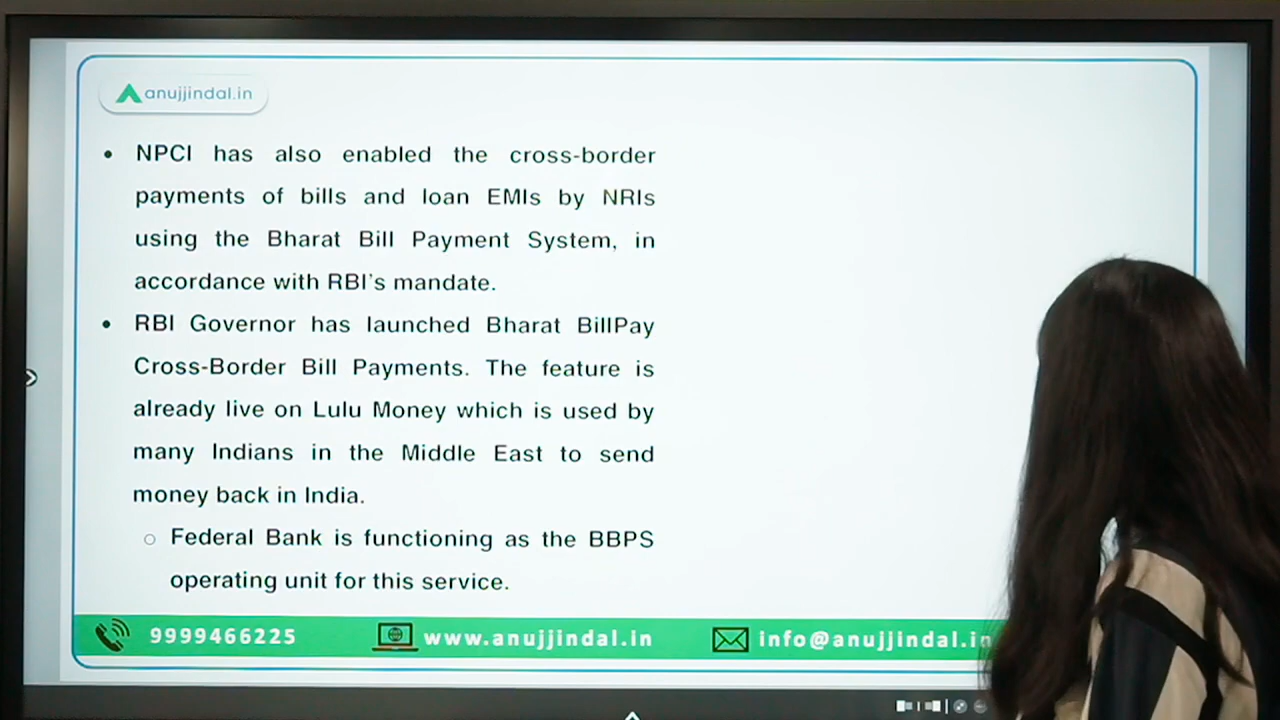 anujjindal.in
• NPCI has also enabled the cross-border
payments of bills and loan EMIs by NRIs
using the Bharat Bill Payment System, in
accordance with RBI's mandate.
• RBI Governor has launched Bharat BillPay
Cross-Border Bill Payments. The feature is
already live on Lulu Money which is used by
many Indians in the Middle East to send
money back in India.
○ Federal Bank is functioning as the BBPS
operating unit for this service.
9999466225 www.anujjindal.in info@anujjindal.in